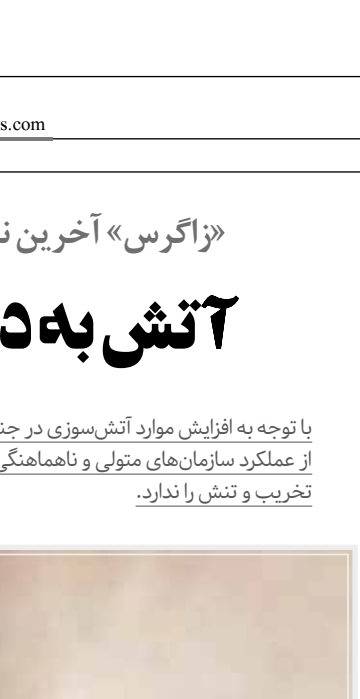 s.com
«زاگرس» آخرین
آتش به
با توجه به افزایش موارد آتش‌سوزی در
از عملکرد سازمان‌های متولی و ناهماهنگی
تخریب و تنش را ندارد.